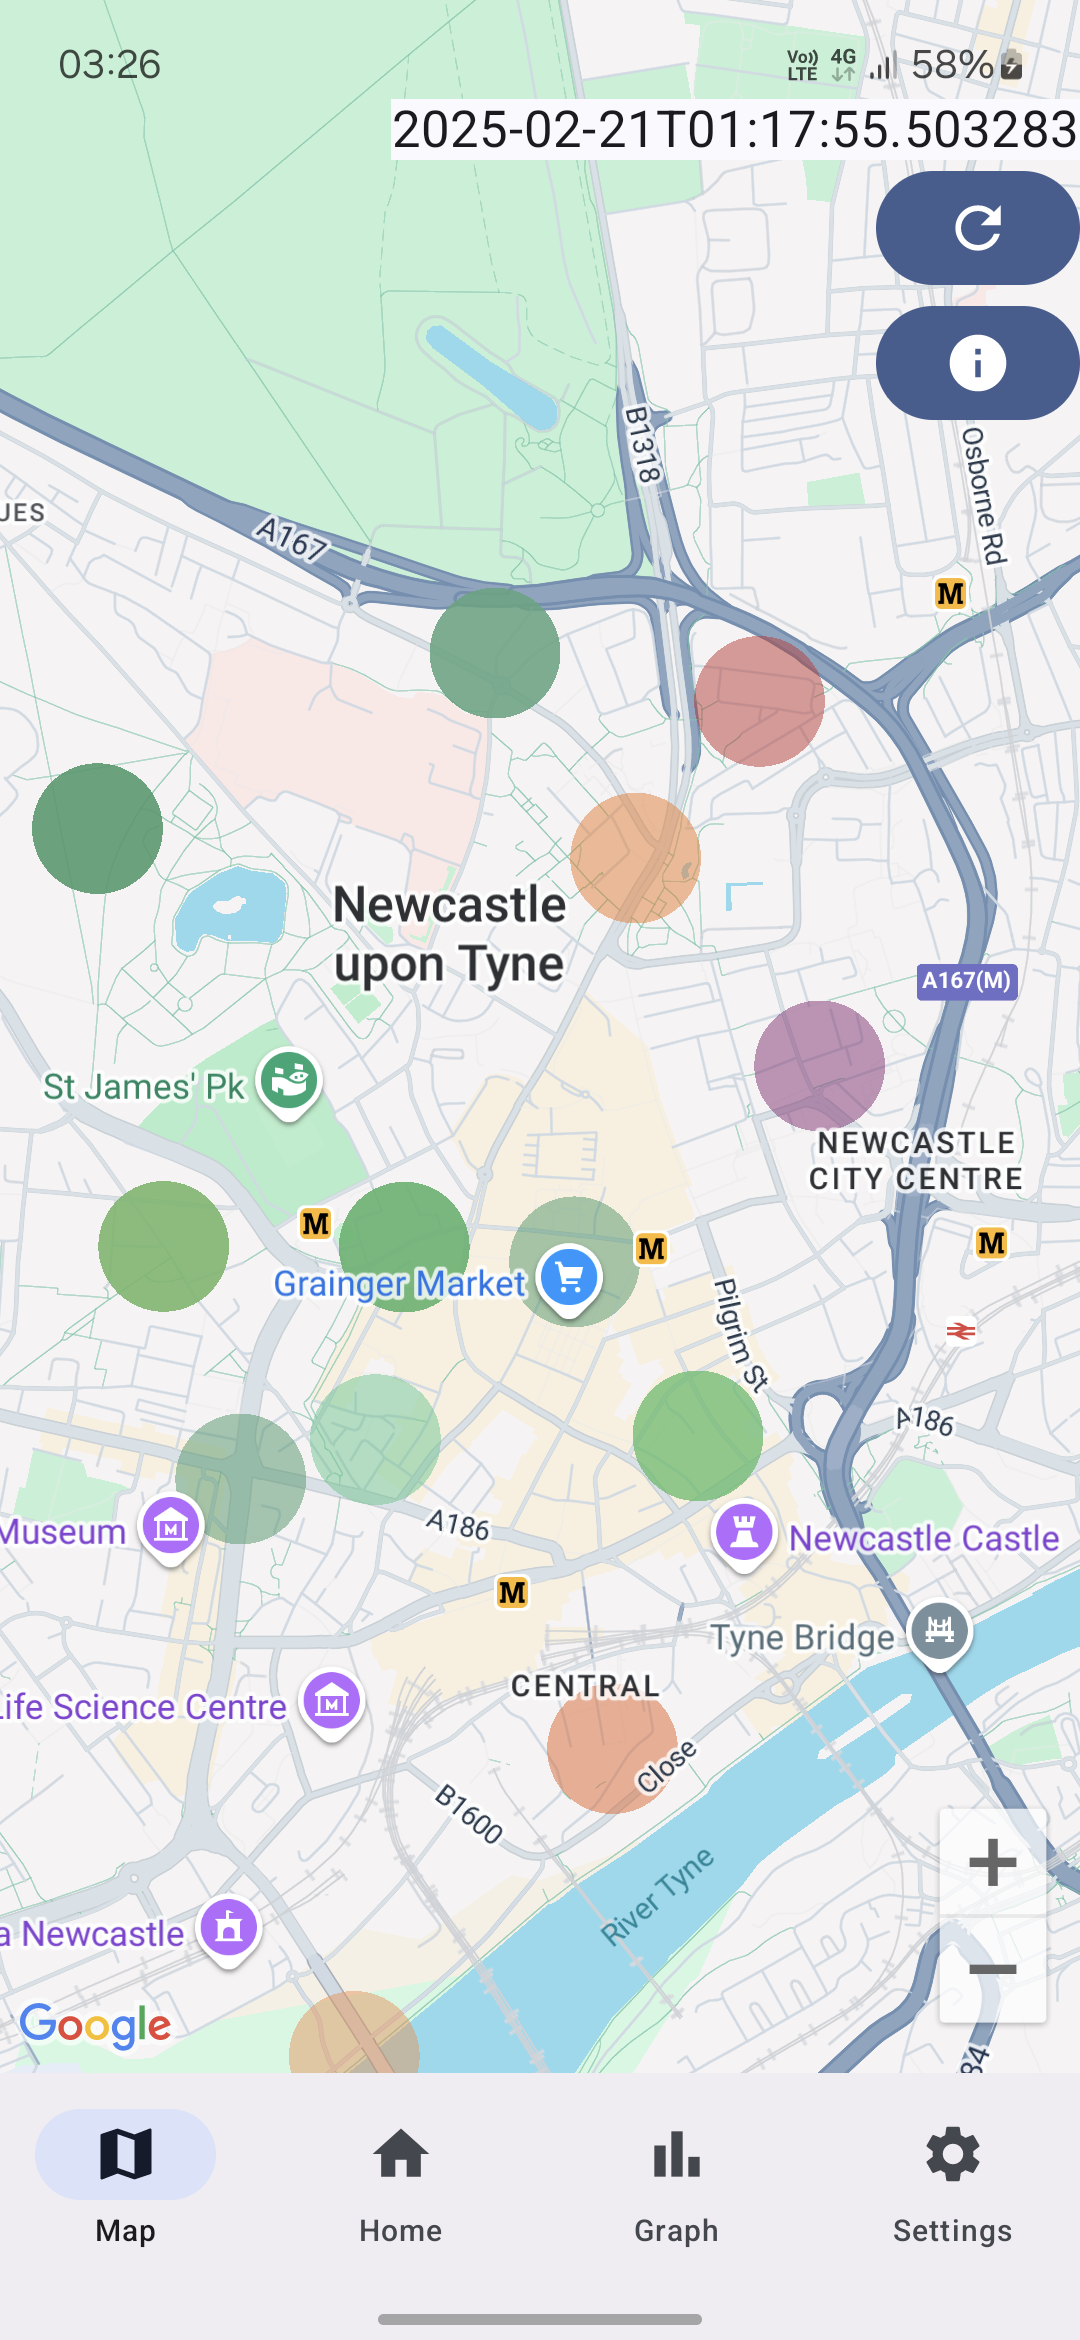 03:26
Vo)) LTE 4G 58%
2025-02-21T01:17:55.503283
B1318
Osborne Rd
UES
A167
M
Newcastle
upon Tyne
A167(M)
St James' Pk
NEWCASTLE
CITY CENTRE
M
M
M
Grainger Market
Pilgrim St
A186
A186
Museum
M
Newcastle Castle
M
Tyne Bridge
CENTRAL
Life Science Centre
M
Close
B1600
River Tyne
a Newcastle
+
−
Google
84
Map
Home
Graph
Settings